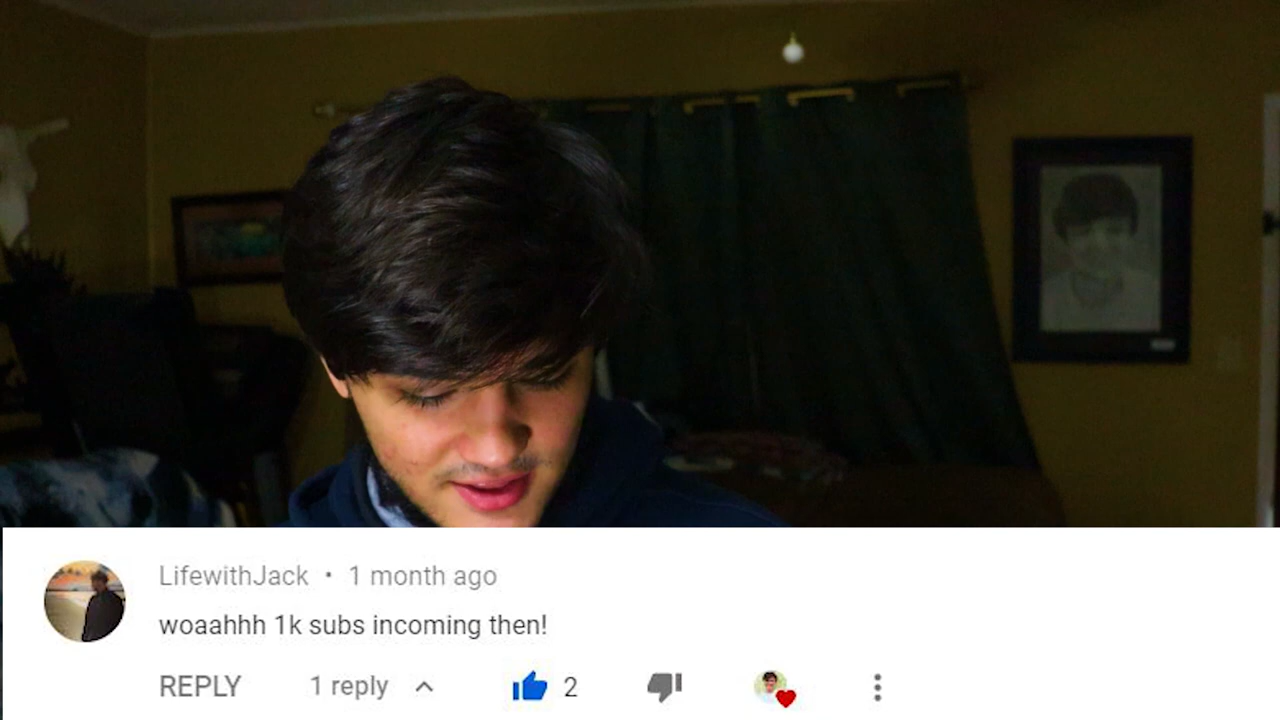 LifewithJack • 1 month ago
woaahhh 1k subs incoming then!
REPLY 1 reply 2